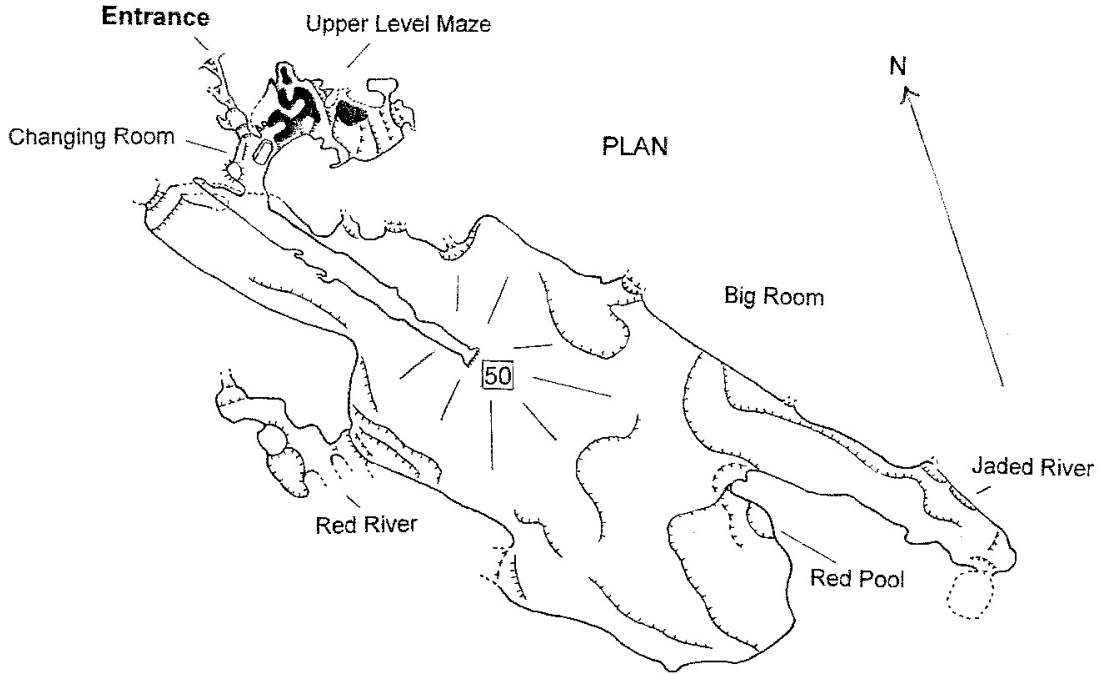 Entrance
Upper Level Maze
N
Changing Room
PLAN
Big Room
50
Jaded River
Red River
Red Pool